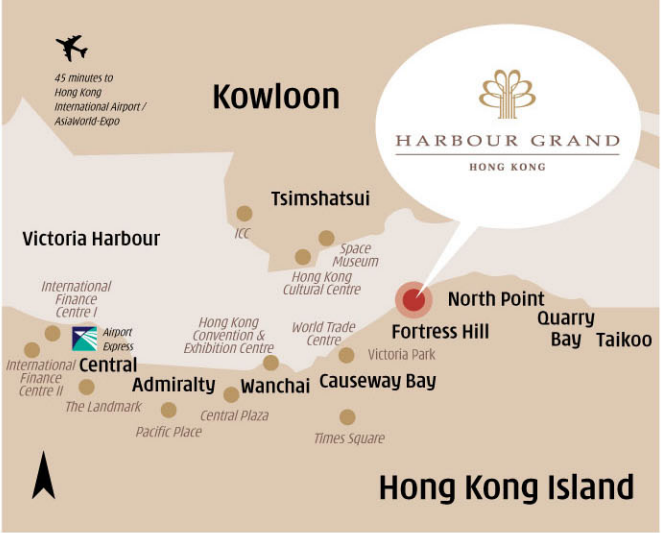 45 minutes to
Hong Kong
International Airport /
AsiaWorld-Expo
Kowloon
HARBOUR GRAND
HONG KONG
Tsimshatsui
ICC
Space
Museum
Hong Kong
Cultural Centre
Victoria Harbour
International
Finance
Centre I
Airport
Express
Hong Kong
Convention &
Exhibition Centre
World Trade
Centre
North Point
Fortress Hill
Quarry
Bay
Taikoo
Victoria Park
International
Finance
Centre II
Central
The Landmark
Admiralty
Pacific Place
Wanchai
Central Plaza
Causeway Bay
Times Square
Hong Kong Island